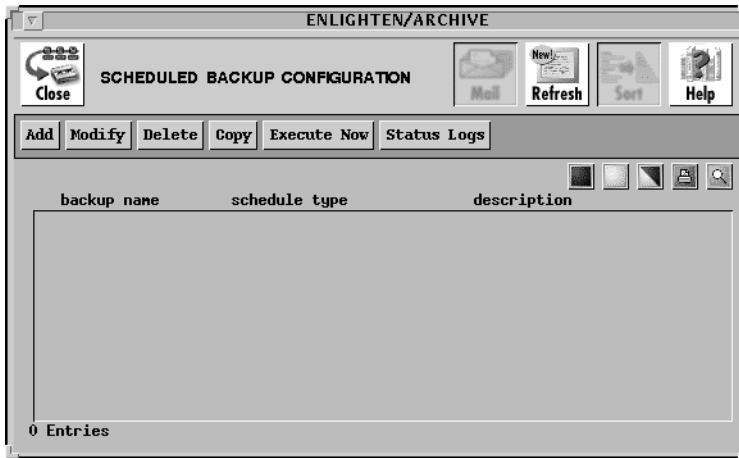 ENLIGHTEN/ARCHIVE
Close
SCHEDULED BACKUP CONFIGURATION
Mail
New!
Refresh
Sort
Help
Add Modify Delete Copy Execute Now Status Logs
backup name schedule type description
0 Entries